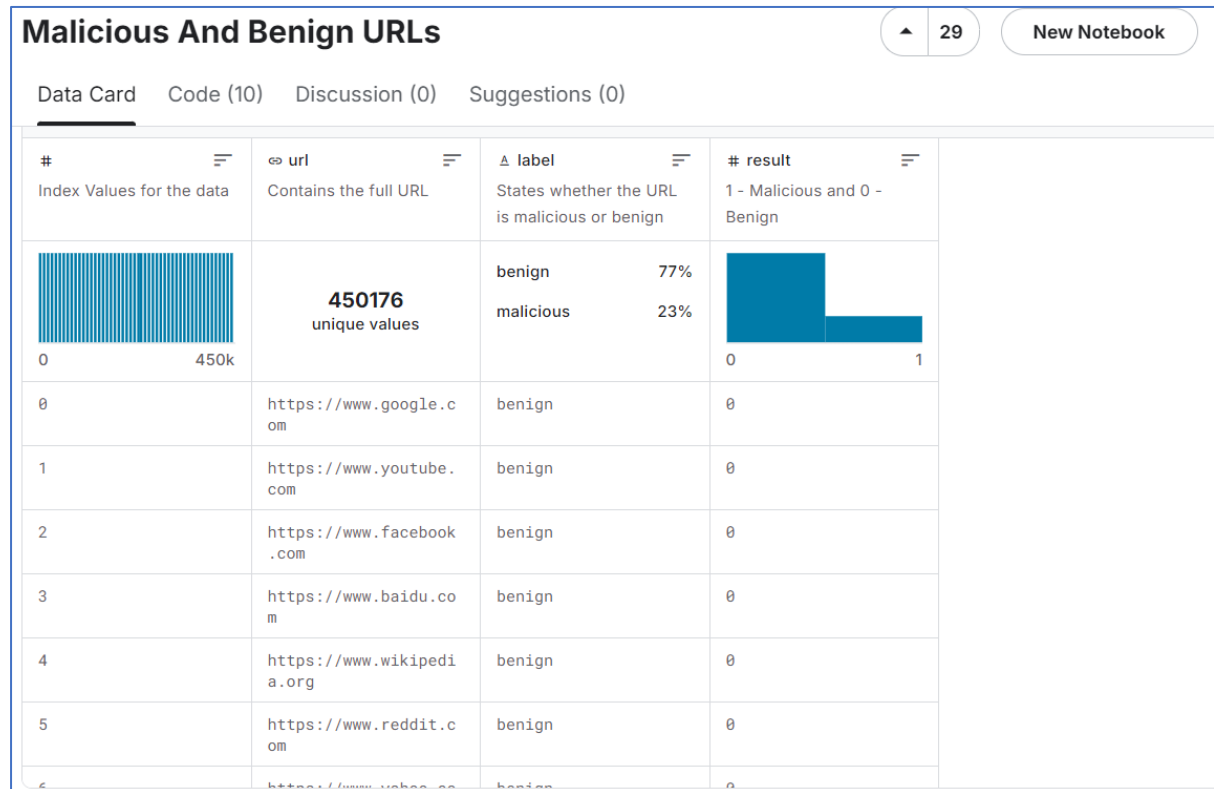 Malicious And Benign URLs
29
New Notebook
Data Card Code (10) Discussion (0) Suggestions (0)
#
Index Values for the data
url
Contains the full URL
label
States whether the URL
is malicious or benign
# result
1 - Malicious and 0 -
Benign
0 450k
450176
unique values
benign 77%
malicious 23%
0 1
0
https://www.google.c
om
benign
0
1
https://www.youtube.
com
benign
0
2
https://www.facebook
.com
benign
0
3
https://www.baidu.co
m
benign
0
4
https://www.wikipedi
a.org
benign
0
5
https://www.reddit.c
om
benign
0